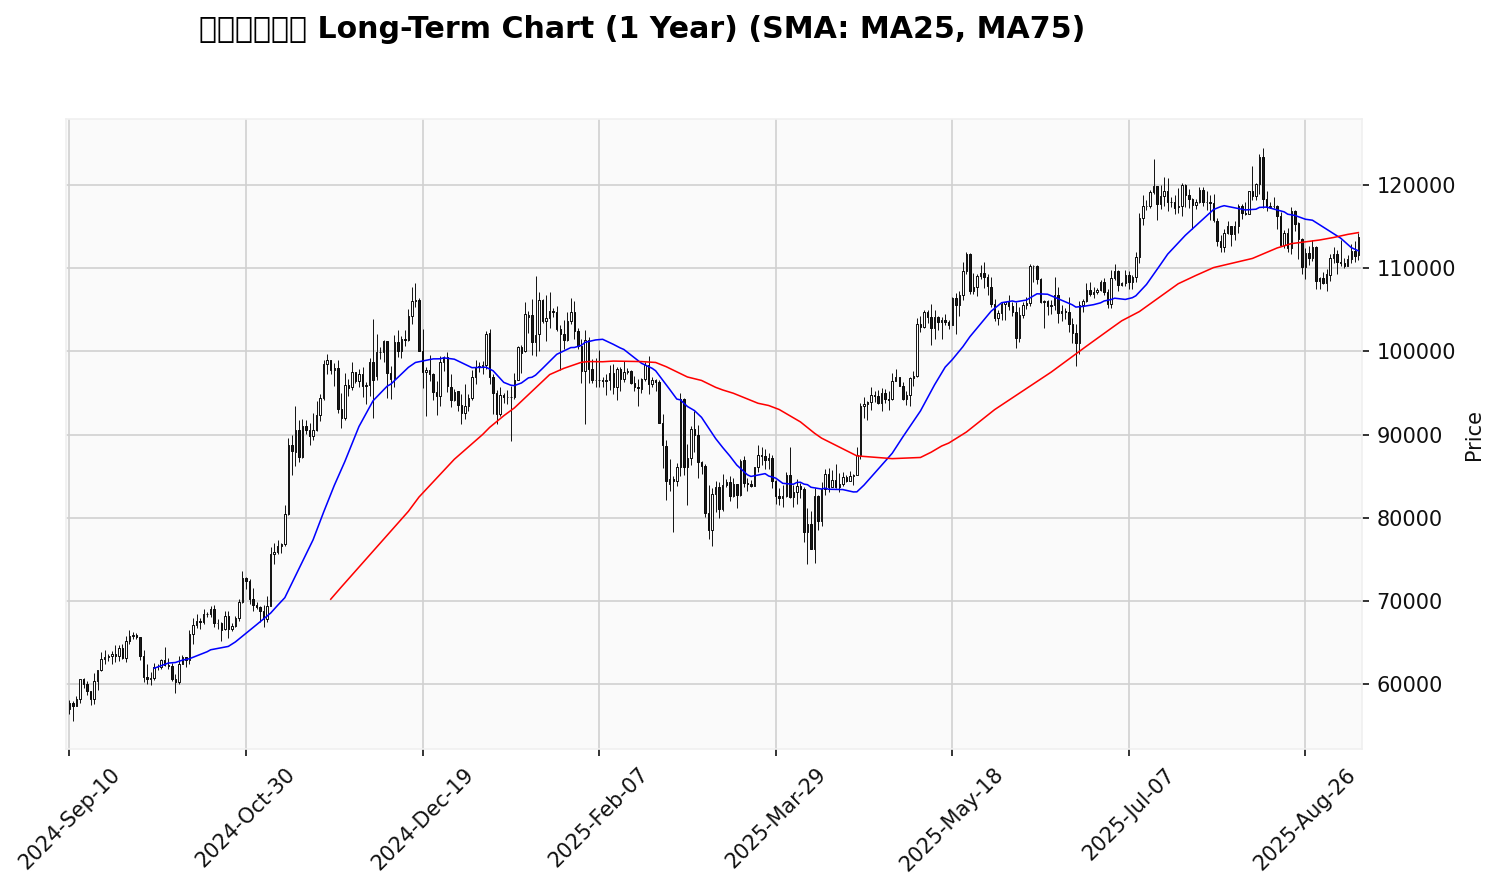 Long-Term Chart (1 Year) (SMA: MA25, MA75)
120000
110000
100000
90000
80000
70000
60000
Price
2024-Sep-10
2024-Oct-30
2024-Dec-19
2025-Feb-07
2025-Mar-29
2025-May-18
2025-Jul-07
2025-Aug-26